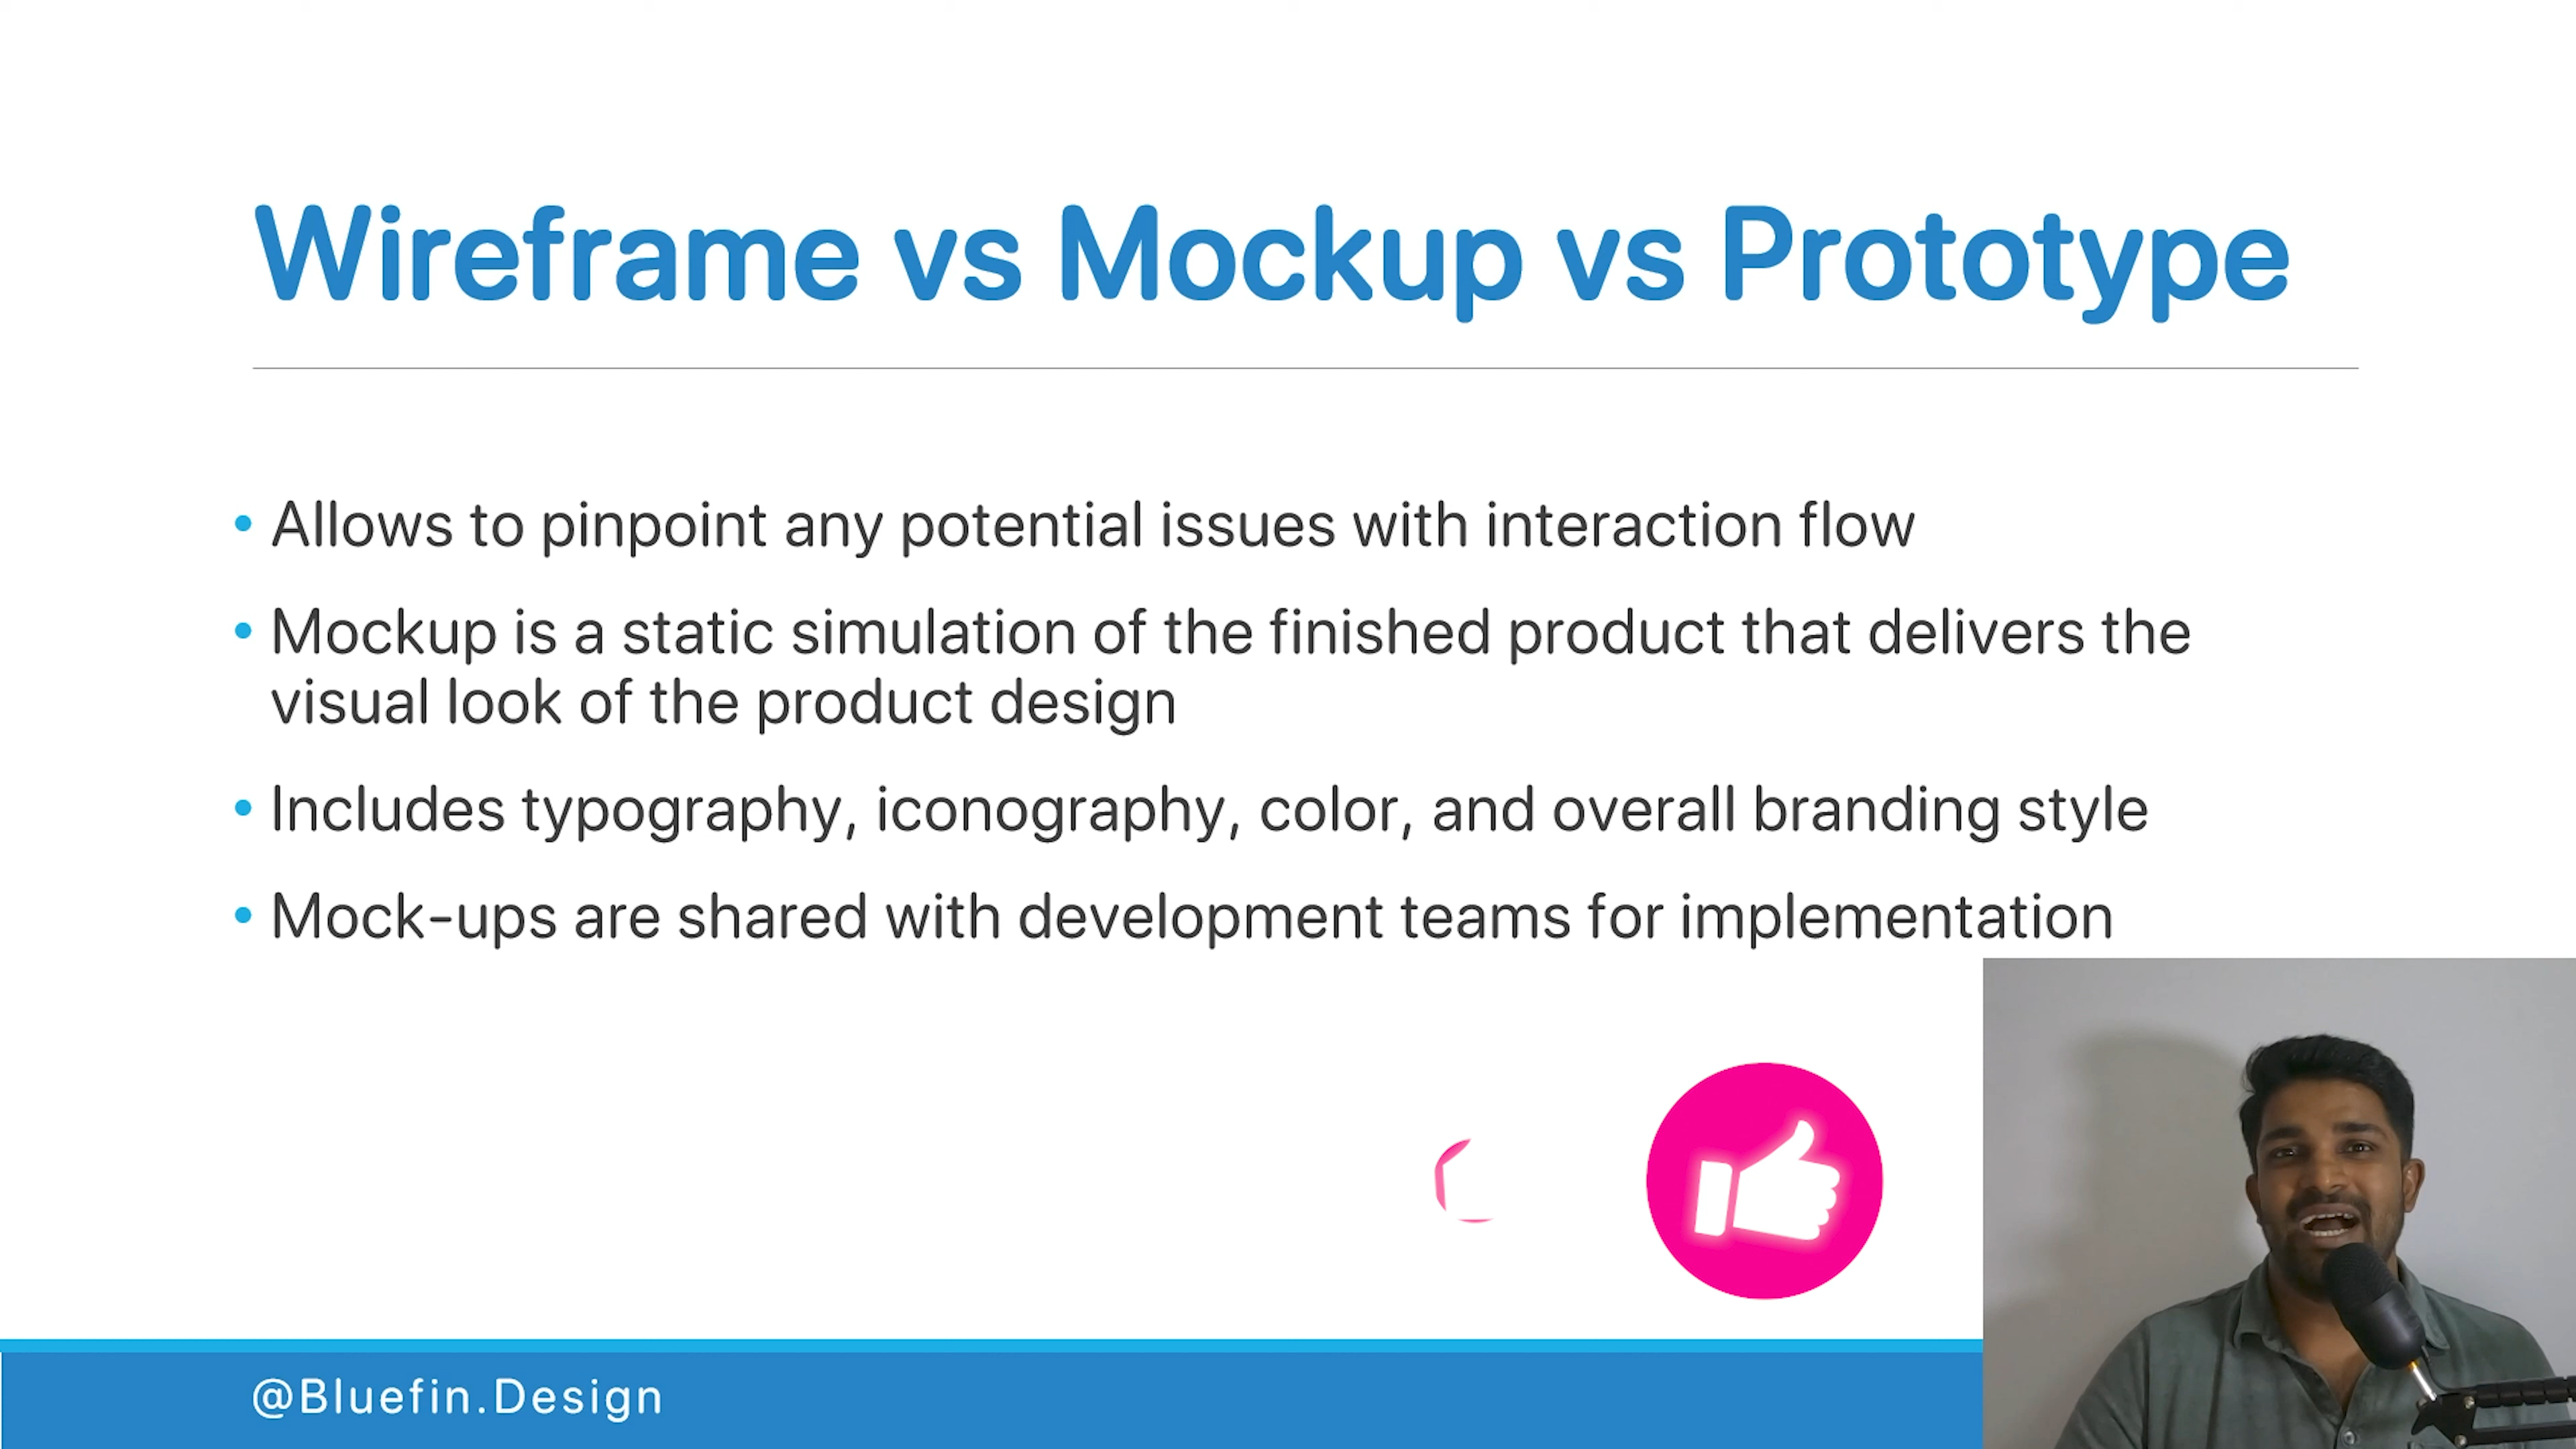 Wireframe vs Mockup vs Prototype
• Allows to pinpoint any potential issues with interaction flow
• Mockup is a static simulation of the finished product that delivers the
visual look of the product design
• Includes typography, iconography, color, and overall branding style
• Mock-ups are shared with development teams for implementation
@Bluefin.Design